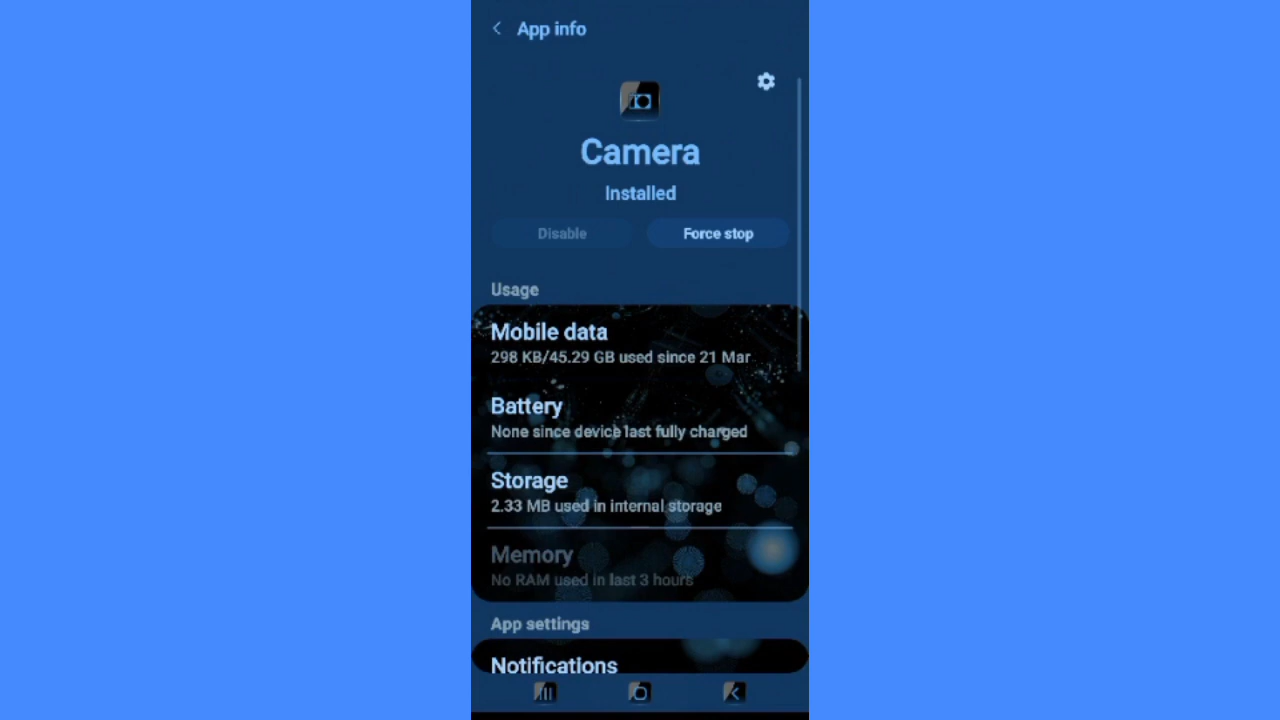 App info
Camera
Installed
Disable
Force stop
Usage
Mobile data
298 KB/45.29 GB used since 21 Mar
Battery
None since device last fully charged
Storage
2.33 MB used in internal storage
Memory
No RAM used in last 3 hours
App settings
Notifications